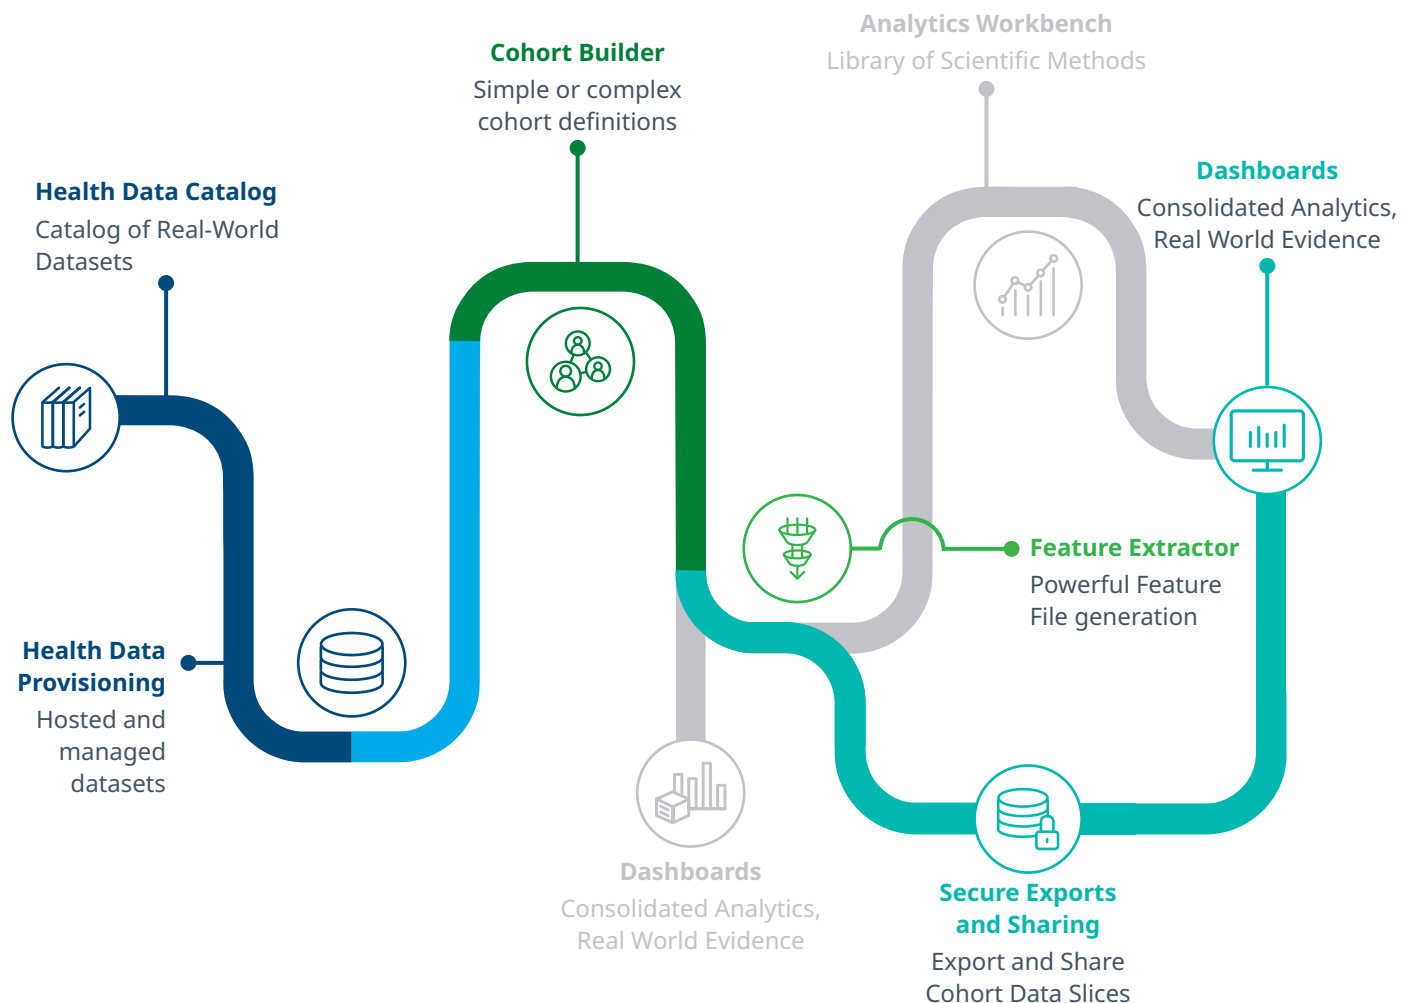 Analytics Workbench
Library of Scientific Methods
Cohort Builder
Simple or complex
cohort definitions
Dashboards
Consolidated Analytics,
Real World Evidence
Health Data Catalog
Catalog of Real-World
Datasets
Feature Extractor
Powerful Feature
File generation
Health Data
Provisioning
Hosted and
managed
datasets
Dashboards
Consolidated Analytics,
Real World Evidence
Secure Exports
and Sharing
Export and Share
Cohort Data Slices